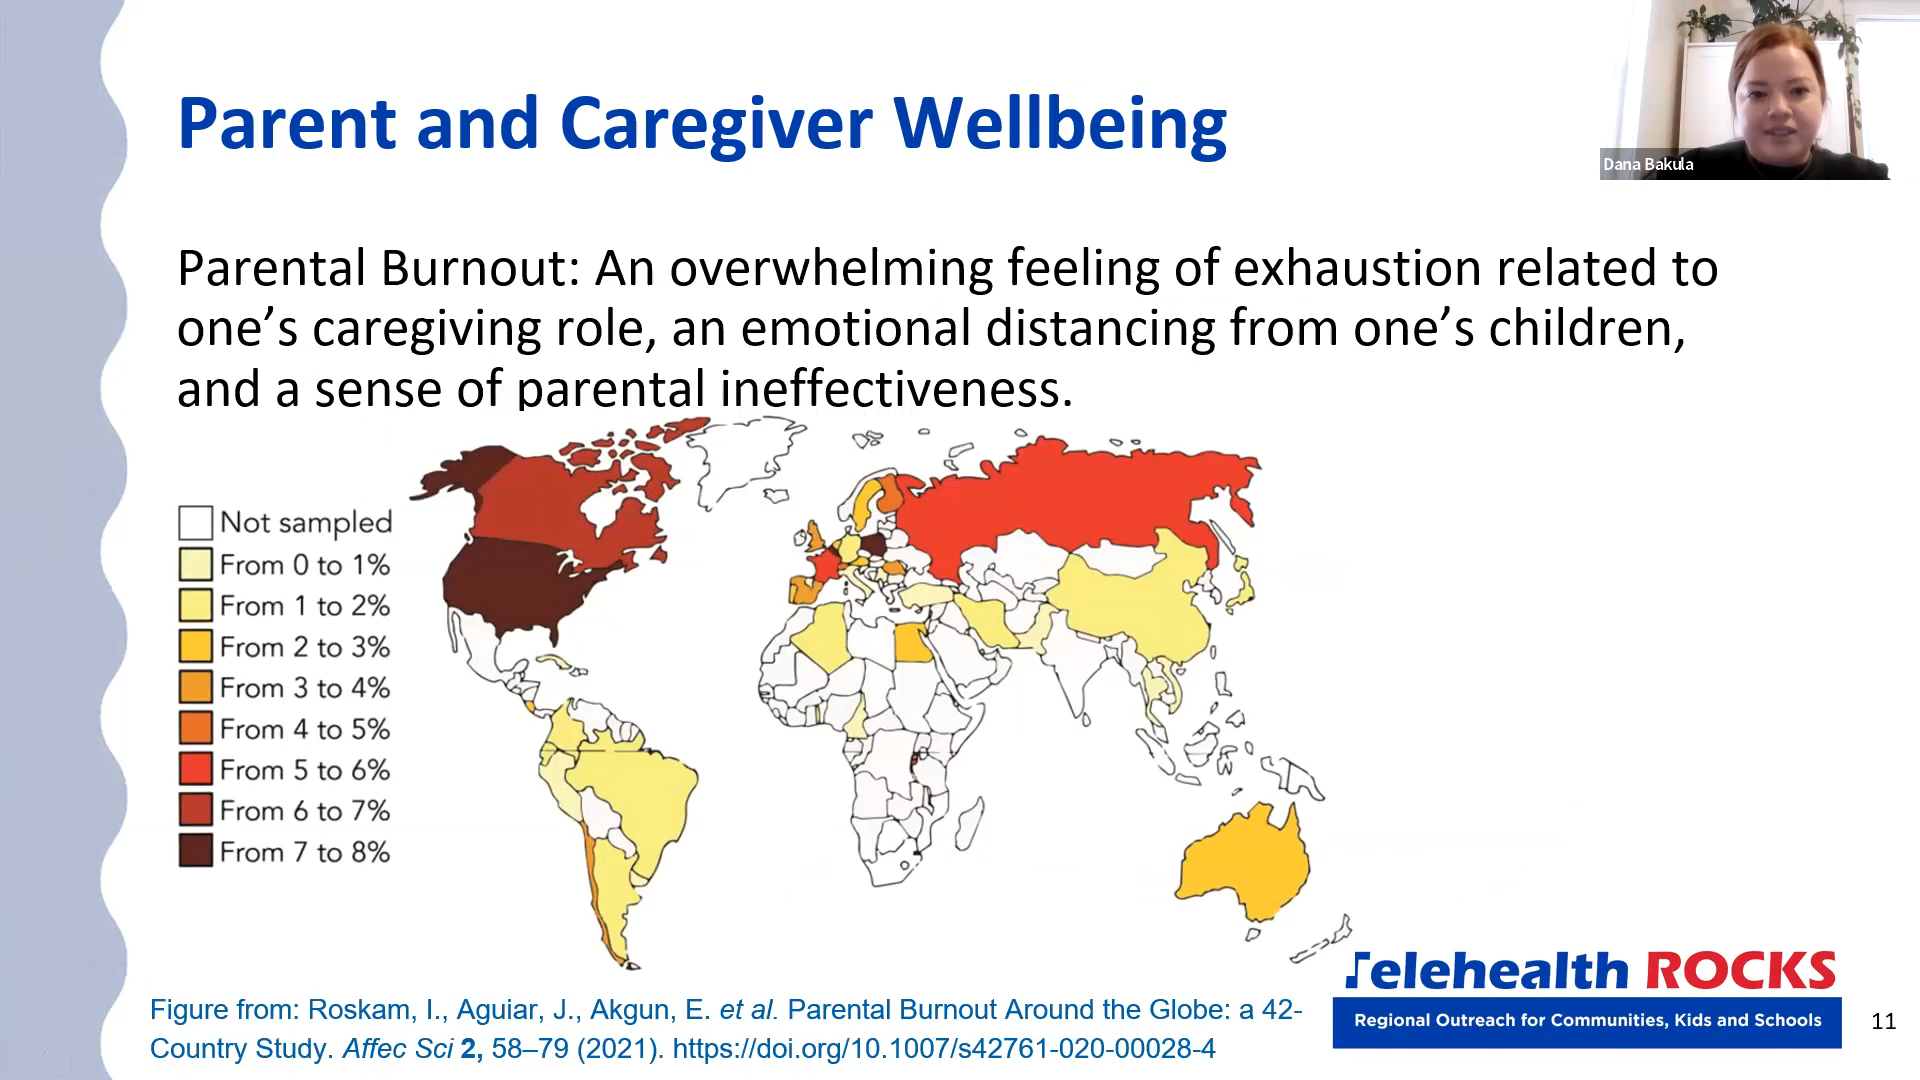 Parent and Caregiver Wellbeing
Dana Bakula
Parental Burnout: An overwhelming feeling of exhaustion related to
one’s caregiving role, an emotional distancing from one’s children,
and a sense of parental ineffectiveness.
Not sampled
From 0 to 1%
From 1 to 2%
From 2 to 3%
From 3 to 4%
From 4 to 5%
From 5 to 6%
From 6 to 7%
From 7 to 8%
Figure from: Roskam, I., Aguiar, J., Akgun, E. et al. Parental Burnout Around the Globe: a 42-
Country Study. Affec Sci 2, 58–79 (2021). https://doi.org/10.1007/s42761-020-00028-4
Telehealth ROCKS
Regional Outreach for Communities, Kids and Schools
11